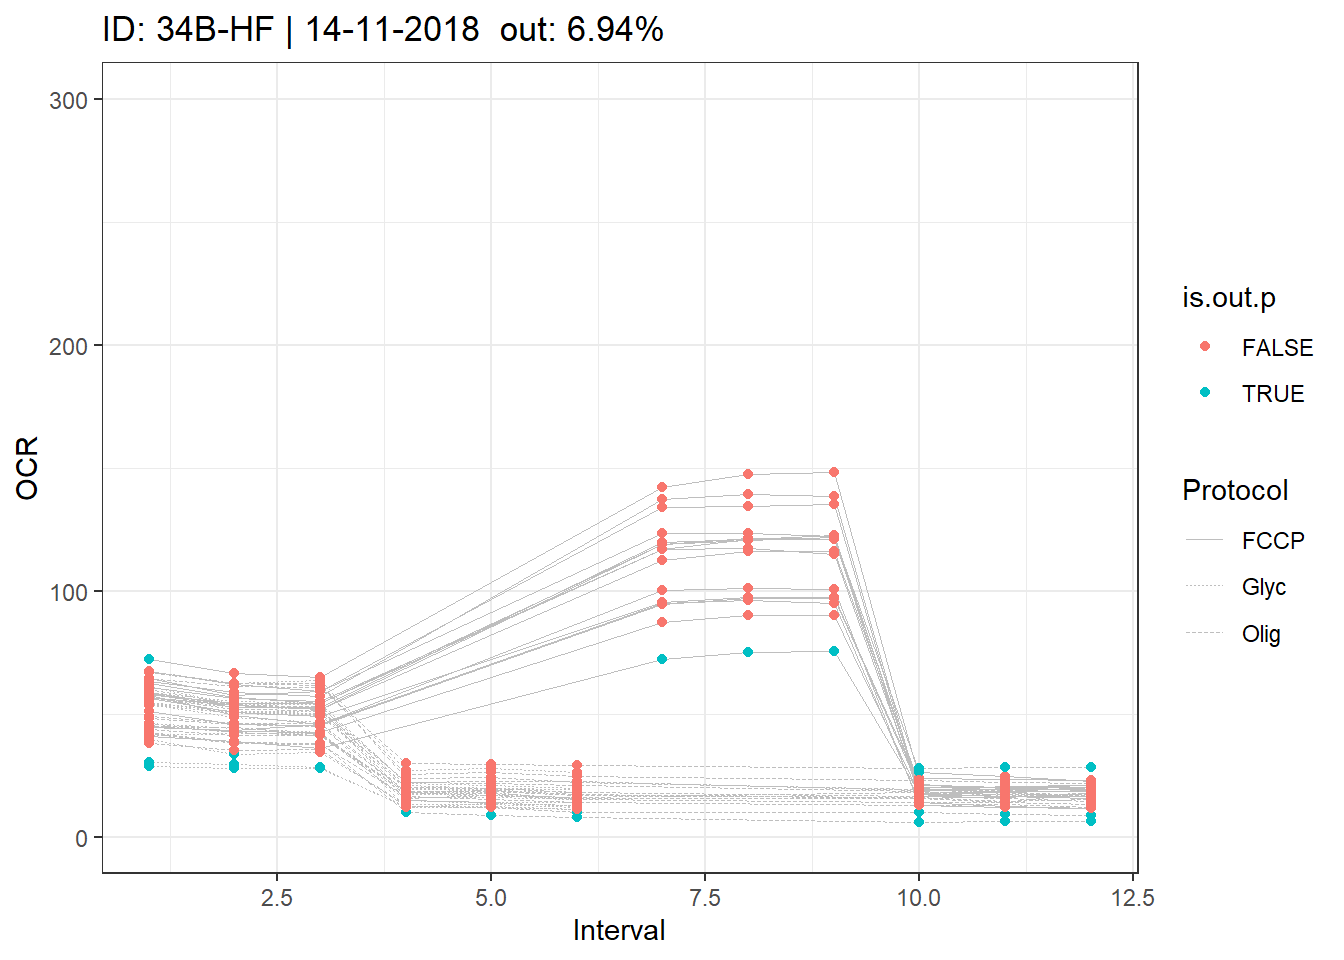 ID: 34B-HF | 14-11-2018  out: 6.94%
300
200
100
0
OCR
2.5
5.0
7.5
10.0
12.5
Interval
is.out.p
FALSE
TRUE
Protocol
FCCP
Glyc
Olig